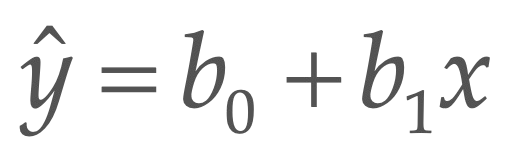 ŷ = b₀ + b₁x